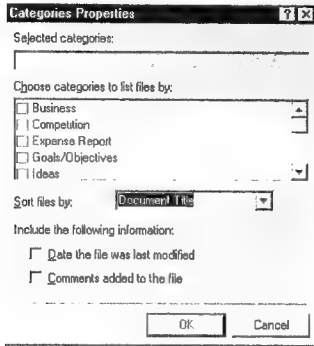 Categories Properties
Selected categories:
Choose categories to list files by:
Business
Competition
Expense Report
Goals/Objectives
Ideas
Sort files by: Document Title
Include the following information:
Date the file was last modified
Comments added to the file
OK Cancel